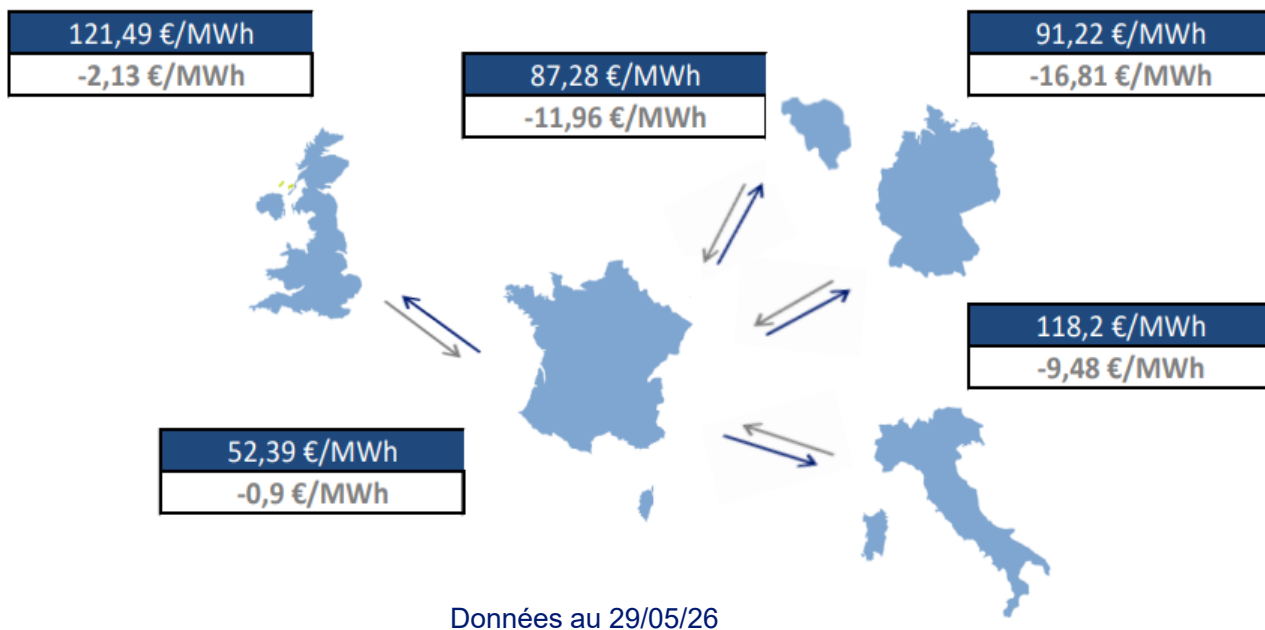 121,49 €/MWh
-2,13 €/MWh
87,28 €/MWh
-11,96 €/MWh
91,22 €/MWh
-16,81 €/MWh
118,2 €/MWh
-9,48 €/MWh
52,39 €/MWh
-0,9 €/MWh
Données au 29/05/26